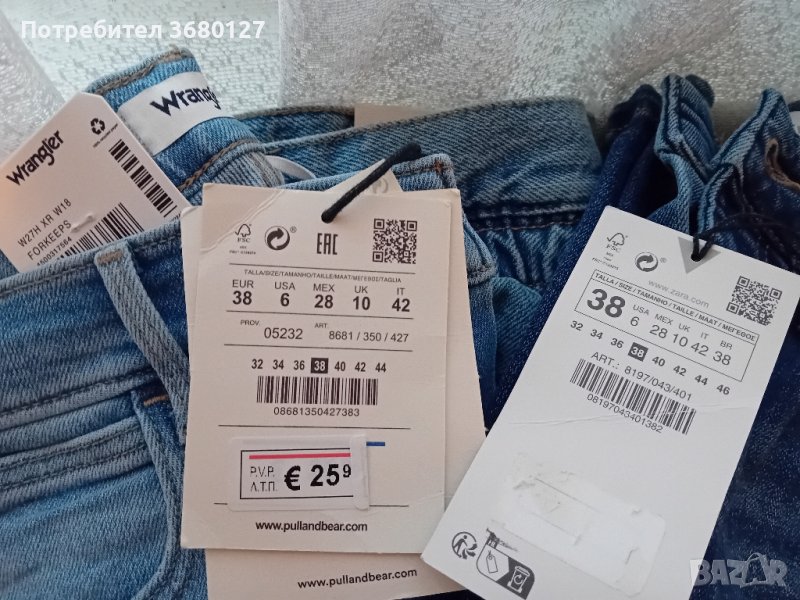 Потребител 3680127
Wrangler
Wrangler
W27H XR W18
FORKEEPS
FSC
EAC
TALLA/SIZE/TAMANHO/TAILLE/MAAT/ΜΕΓΕΘΟΣ/TAGLIA
EUR USA MEX UK IT
38 6 28 10 42
PROV. ART:
05232 8681 / 350 / 427
32 34 36 38 40 42 44
08681350427383
P.V.P.
Λ.Τ.Π. € 25⁹
www.pullandbear.com
www.pullandbear.com
FSC
www.zara.com
TALLA / SIZE / TAMANHO / TAILLE / MAAT / ΜΕΓΕΘΟΣ
38 USA MEX UK IT BR
6 28 10 42 38
32 34 36 38 40 42 44 46
ART.: 8197/043/401
08197043401382
BAZAR